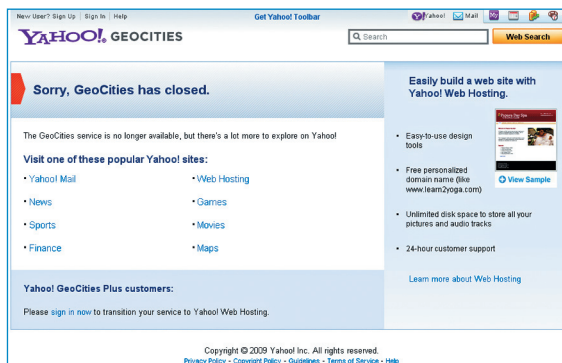 New User? Sign Up | Sign In | Help
Get Yahoo! Toolbar
Yahoo! Mail
YAHOO! GEOCITIES
Search
Web Search
Sorry, GeoCities has closed.
The GeoCities service is no longer available, but there's a lot more to explore on Yahoo!
Visit one of these popular Yahoo! sites:
• Yahoo! Mail
• Web Hosting
• News
• Games
• Sports
• Movies
• Finance
• Maps
Yahoo! GeoCities Plus customers:
Please sign in now to transition your service to Yahoo! Web Hosting.
Easily build a web site with
Yahoo! Web Hosting.
• Easy-to-use design
tools
• Free personalized
domain name (like
www.learn2yoga.com)
View Sample
• Unlimited disk space to store all your
pictures and audio tracks
• 24-hour customer support
Learn more about Web Hosting
Copyright © 2009 Yahoo! Inc. All rights reserved.
Privacy Policy - Copyright Policy - Guidelines - Terms of Service - Help